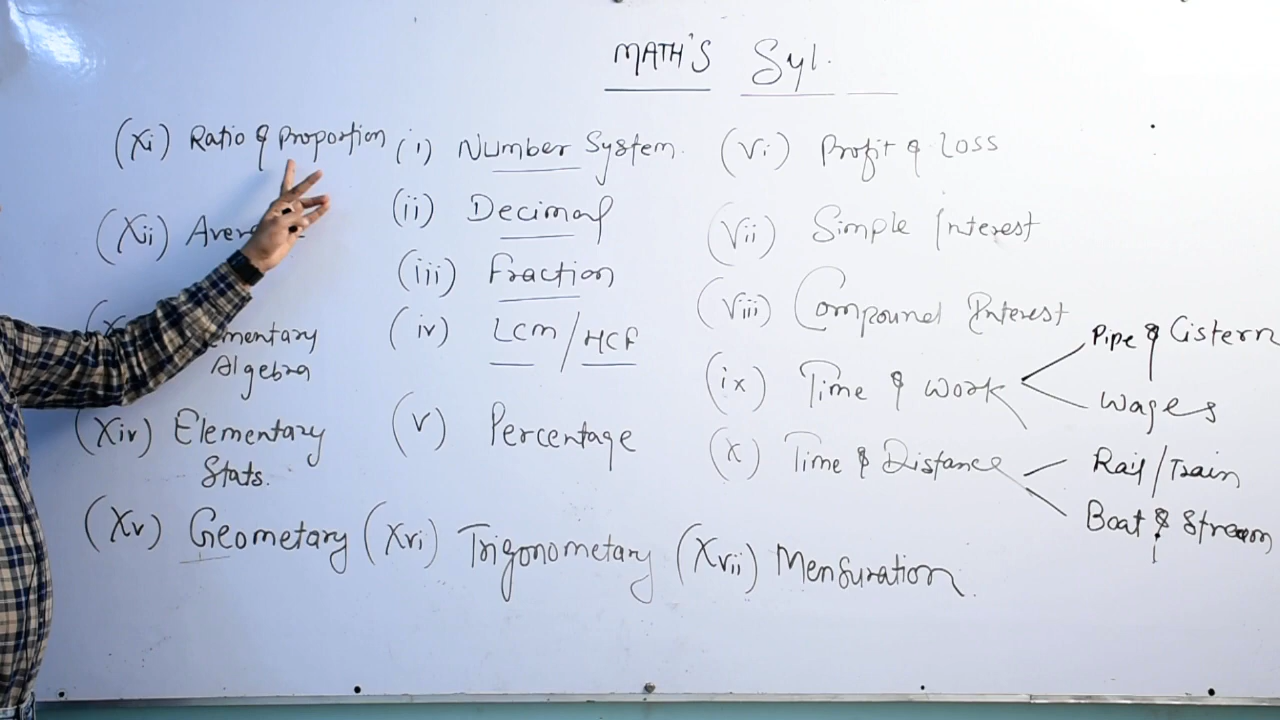 MATH'S Syl.
(i) Number System.
(ii) Decimal
(iii) Fraction
(iv) LCM/HCF
(v) Percentage
(vi) Profit & Loss
(vii) Simple Interest
(viii) Compound Interest
(ix) Time & Work
Pipe & Cistern
Wages
(x) Time & Distance
Rail/Train
Boat & Stream
(xi) Ratio & Proportion
(xii)
Algebra
(xiv) Elementary
Stats.
(xv) Geometary
(xvi) Trigonometary
(xvii) Mensuration.